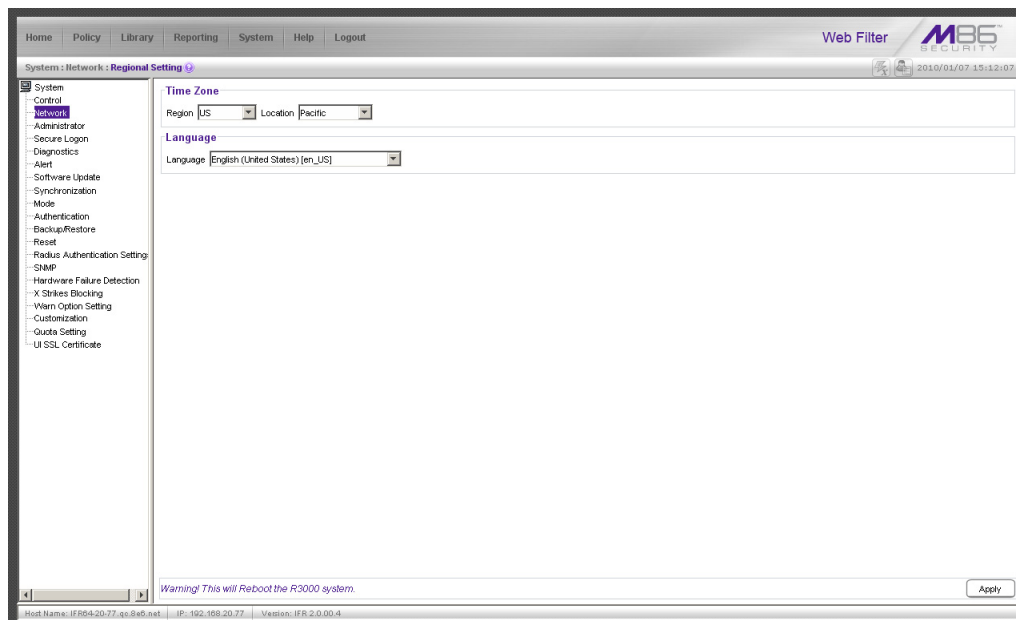 Home Policy Library Reporting System Help Logout
Web Filter
M86
SECURITY
System : Network : Regional Setting
2010/01/07 15:12:07
System
Control
Network
Administrator
Secure Logon
Diagnostics
Alert
Software Update
Synchronization
Mode
Authentication
Backup/Restore
Reset
Radius Authentication Setting
SNMP
Hardware Failure Detection
X Strikes Blocking
Warn Option Setting
Customization
Quota Setting
UI SSL Certificate
Time Zone
Region US Location Pacific
Language
Language English (United States) [en_US]
Warning! This will Reboot the R3000 system.
Apply
Host Name: IFR64-20-77.qc.8e6.net IP: 192.168.20.77 Version: IFR 2.0.00.4